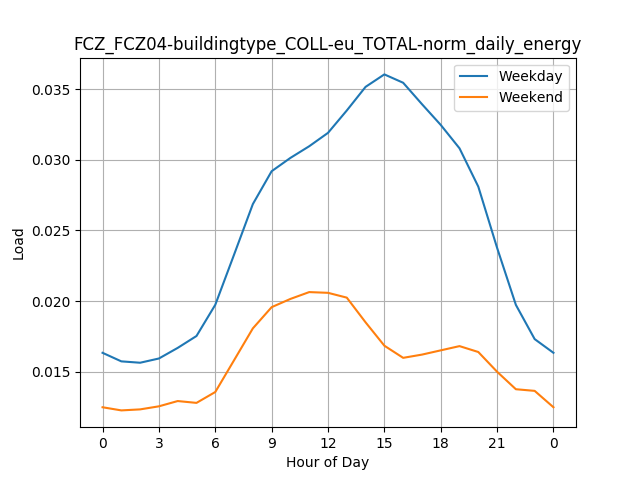 FCZ_FCZ04-buildingtype_COLL-eu_TOTAL-norm_daily_energy
Weekday
Weekend
0.035
0.030
0.025
0.020
0.015
Load
0 3 6 9 12 15 18 21 0
Hour of Day